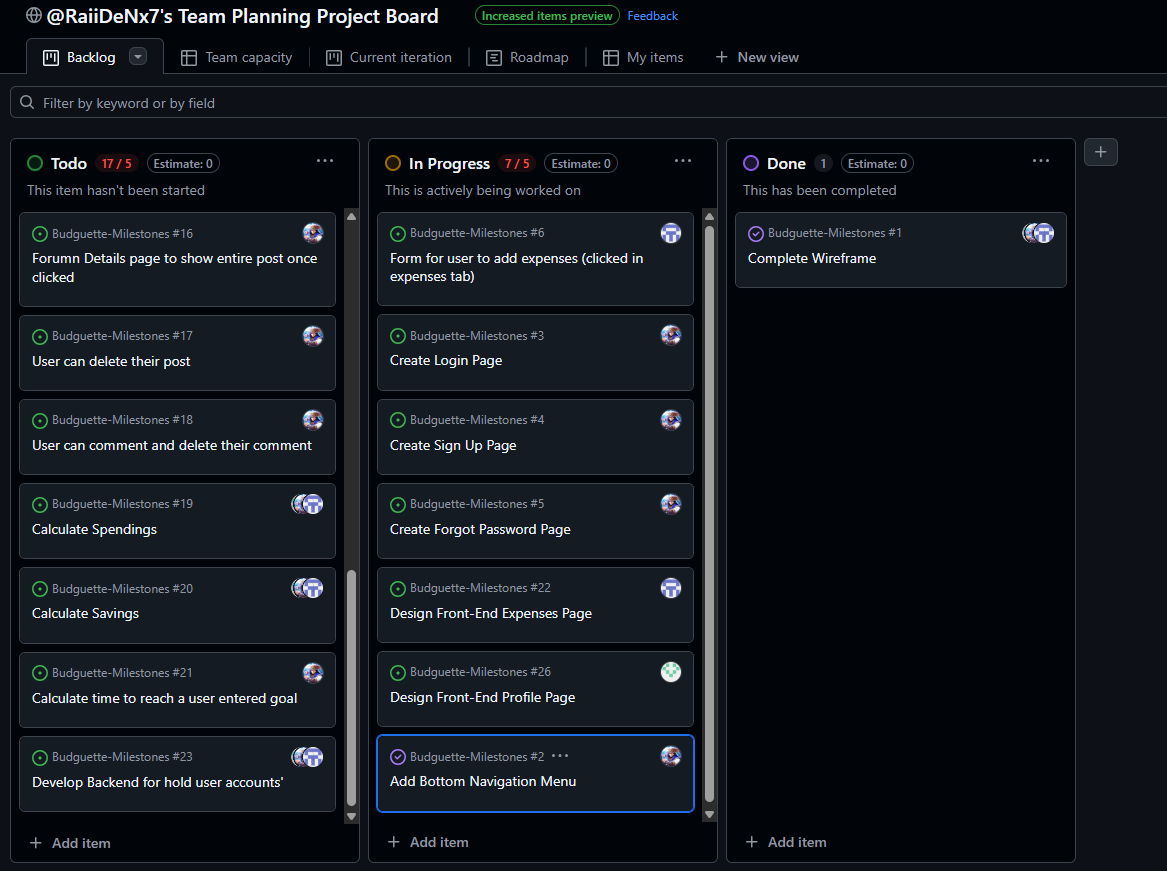 @RaiiDeNx7's Team Planning Project Board
Increased items preview
Feedback
Backlog
Team capacity
Current iteration
Roadmap
My items
New view
Filter by keyword or by field
Todo 17 / 5 Estimate: 0
This item hasn't been started
Budguette-Milestones #16
Forumn Details page to show entire post once
clicked
Budguette-Milestones #17
User can delete their post
Budguette-Milestones #18
User can comment and delete their comment
Budguette-Milestones #19
Calculate Spendings
Budguette-Milestones #20
Calculate Savings
Budguette-Milestones #21
Calculate time to reach a user entered goal
Budguette-Milestones #23
Develop Backend for hold user accounts'
+ Add item
In Progress 7 / 5 Estimate: 0
This is actively being worked on
Budguette-Milestones #6
Form for user to add expenses (clicked in
expenses tab)
Budguette-Milestones #3
Create Login Page
Budguette-Milestones #4
Create Sign Up Page
Budguette-Milestones #5
Create Forgot Password Page
Budguette-Milestones #22
Design Front-End Expenses Page
Budguette-Milestones #26
Design Front-End Profile Page
Budguette-Milestones #2 ...
Add Bottom Navigation Menu
+ Add item
Done 1 Estimate: 0
This has been completed
Budguette-Milestones #1
Complete Wireframe
+ Add item